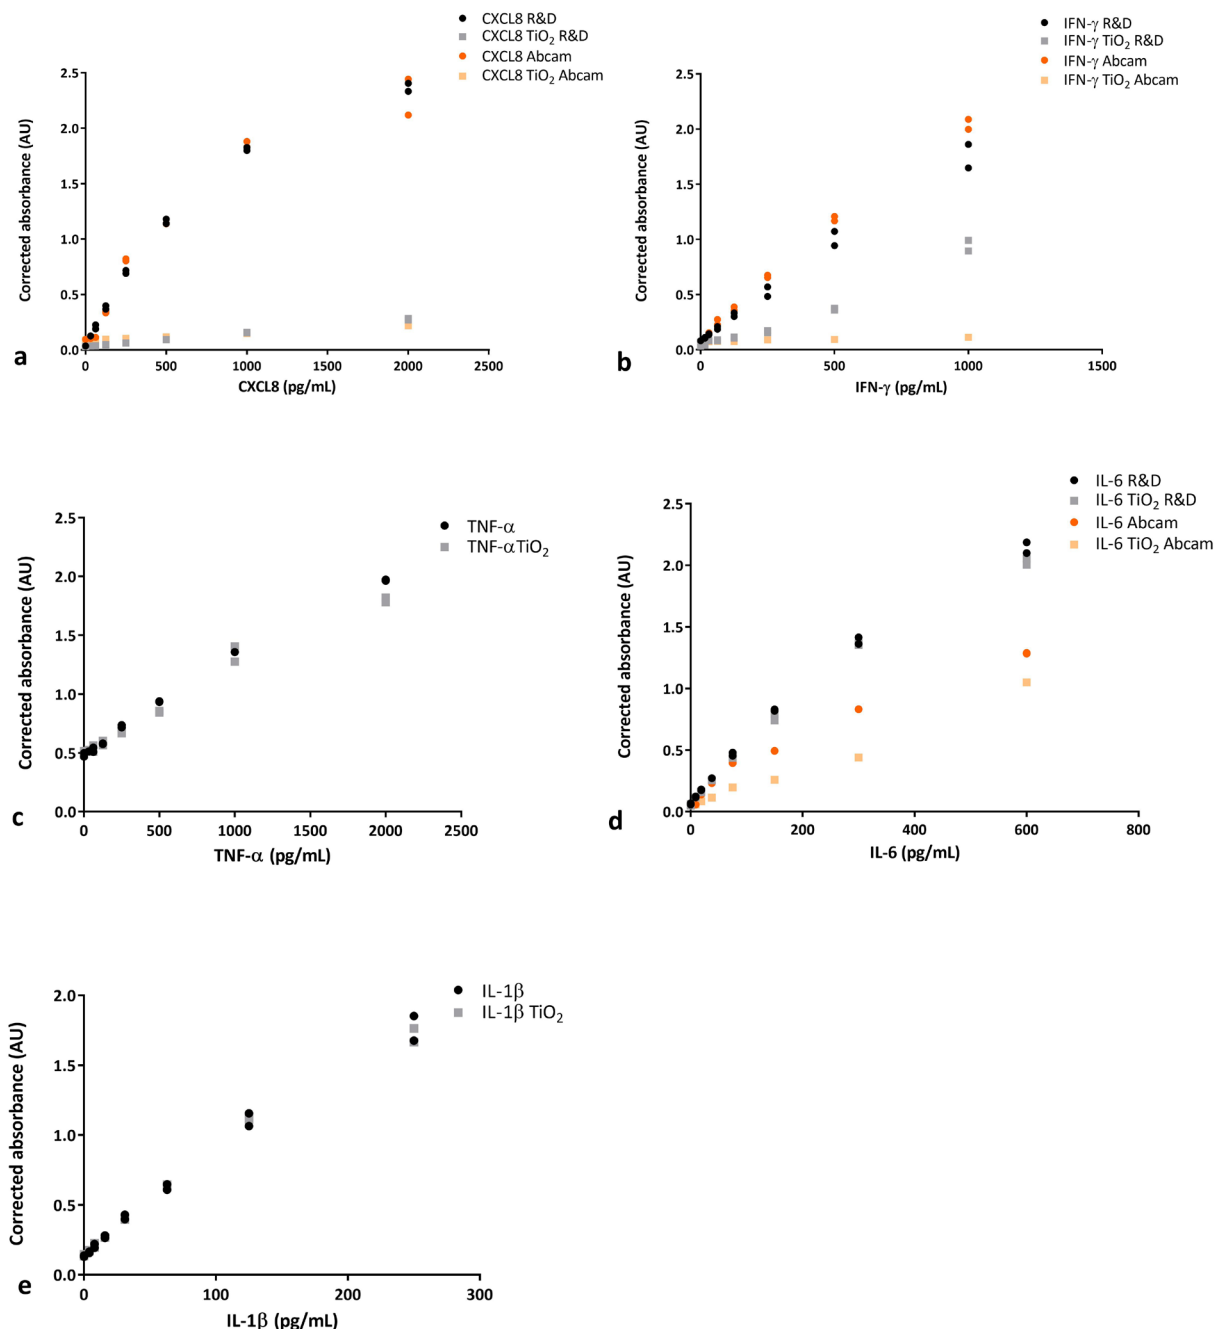 CXCL8 R&D
CXCL8 TiO2 R&D
CXCL8 Abcam
CXCL8 TiO2 Abcam
2.5
2.0
1.5
1.0
0.5
0.0
Corrected absorbance (AU)
0 500 1000 1500 2000 2500
CXCL8 (pg/mL)
a
IFN-γ R&D
IFN-γ TiO2 R&D
IFN-γ Abcam
IFN-γ TiO2 Abcam
2.5
2.0
1.5
1.0
0.5
0.0
Corrected absorbance (AU)
0 500 1000 1500
IFN-γ (pg/mL)
b
TNF-α
TNF-αTiO2
2.5
2.0
1.5
1.0
0.5
0.0
Corrected absorbance (AU)
0 500 1000 1500 2000 2500
TNF-α (pg/mL)
c
IL-6 R&D
IL-6 TiO2 R&D
IL-6 Abcam
IL-6 TiO2 Abcam
2.5
2.0
1.5
1.0
0.5
0.0
Corrected absorbance (AU)
0 200 400 600 800
IL-6 (pg/mL)
d
IL-1β
IL-1β TiO2
2.0
1.5
1.0
0.5
0.0
Corrected absorbance (AU)
0 100 200 300
IL-1β (pg/mL)
e